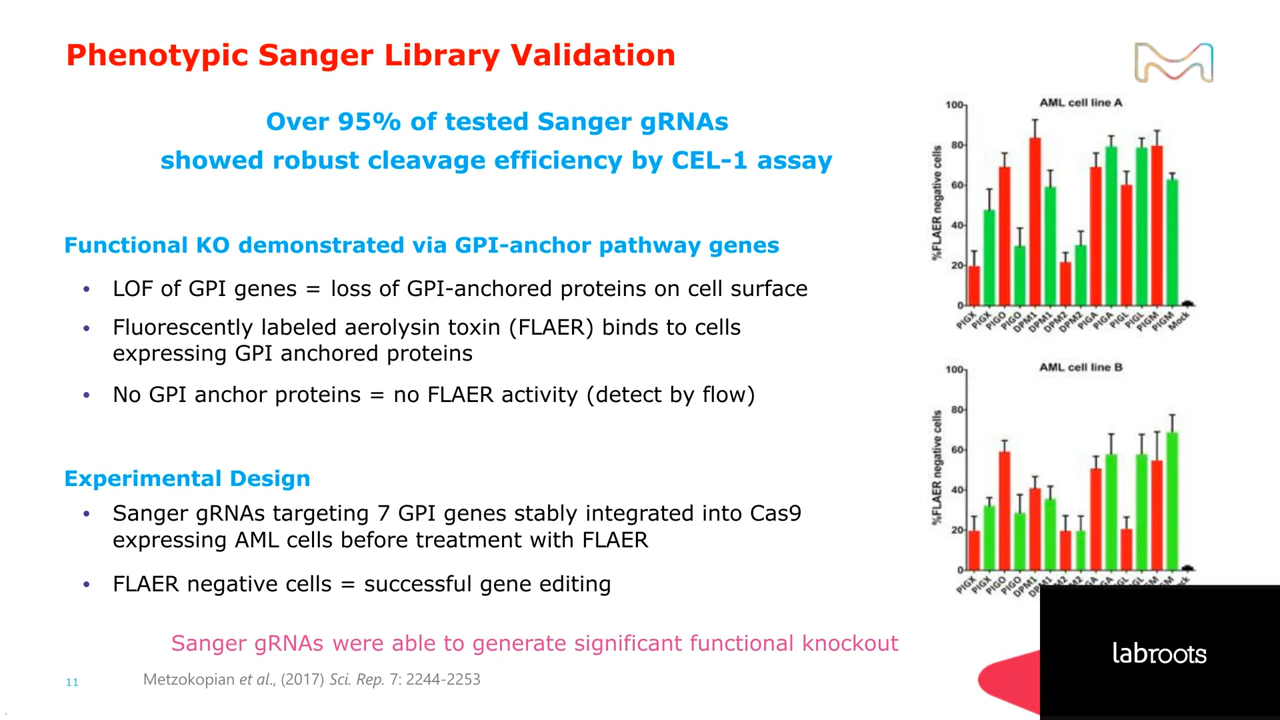 Phenotypic Sanger Library Validation
Over 95% of tested Sanger gRNAs
showed robust cleavage efficiency by CEL-1 assay
Functional KO demonstrated via GPI-anchor pathway genes
• LOF of GPI genes = loss of GPI-anchored proteins on cell surface
• Fluorescently labeled aerolysin toxin (FLAER) binds to cells
expressing GPI anchored proteins
• No GPI anchor proteins = no FLAER activity (detect by flow)
Experimental Design
• Sanger gRNAs targeting 7 GPI genes stably integrated into Cas9
expressing AML cells before treatment with FLAER
• FLAER negative cells = successful gene editing
Sanger gRNAs were able to generate significant functional knockout
11
Metzokopian et al., (2017) Sci. Rep. 7: 2244-2253
AML cell line A
%FLAER negative cells
100
80
60
40
20
0
PIGX PIGX PIGO PIGO DPM1 DPM1 DPM2 DPM2 PIGA PIGA PIGL PIGL PIGM PIGM Mock
AML cell line B
%FLAER negative cells
100
80
60
40
20
0
PIGX PIGX PIGO PIGO DPM1
labroots